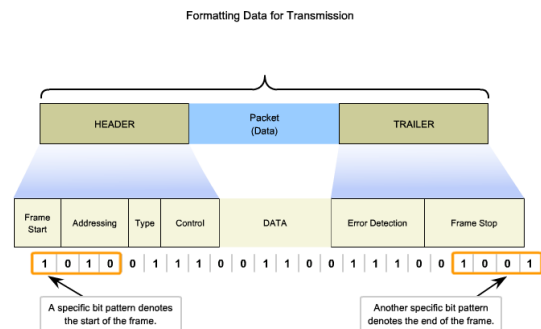 Formatting Data for Transmission
HEADER
Packet
(Data)
TRAILER
Frame
Start
Addressing
Type
Control
DATA
Error Detection
Frame Stop
1 0 1 0 0 1 1 1 0 0 1 1 0 0 1 1 1 0 0 1 0 0 1
A specific bit pattern denotes
the start of the frame.
Another specific bit pattern
denotes the end of the frame.